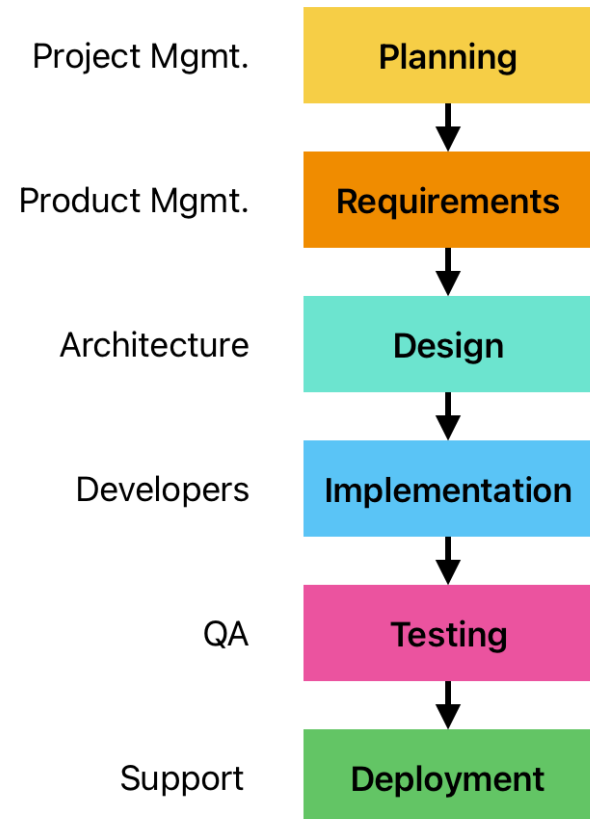 Project Mgmt.
Planning
Product Mgmt.
Requirements
Architecture
Design
Developers
Implementation
QA
Testing
Support
Deployment